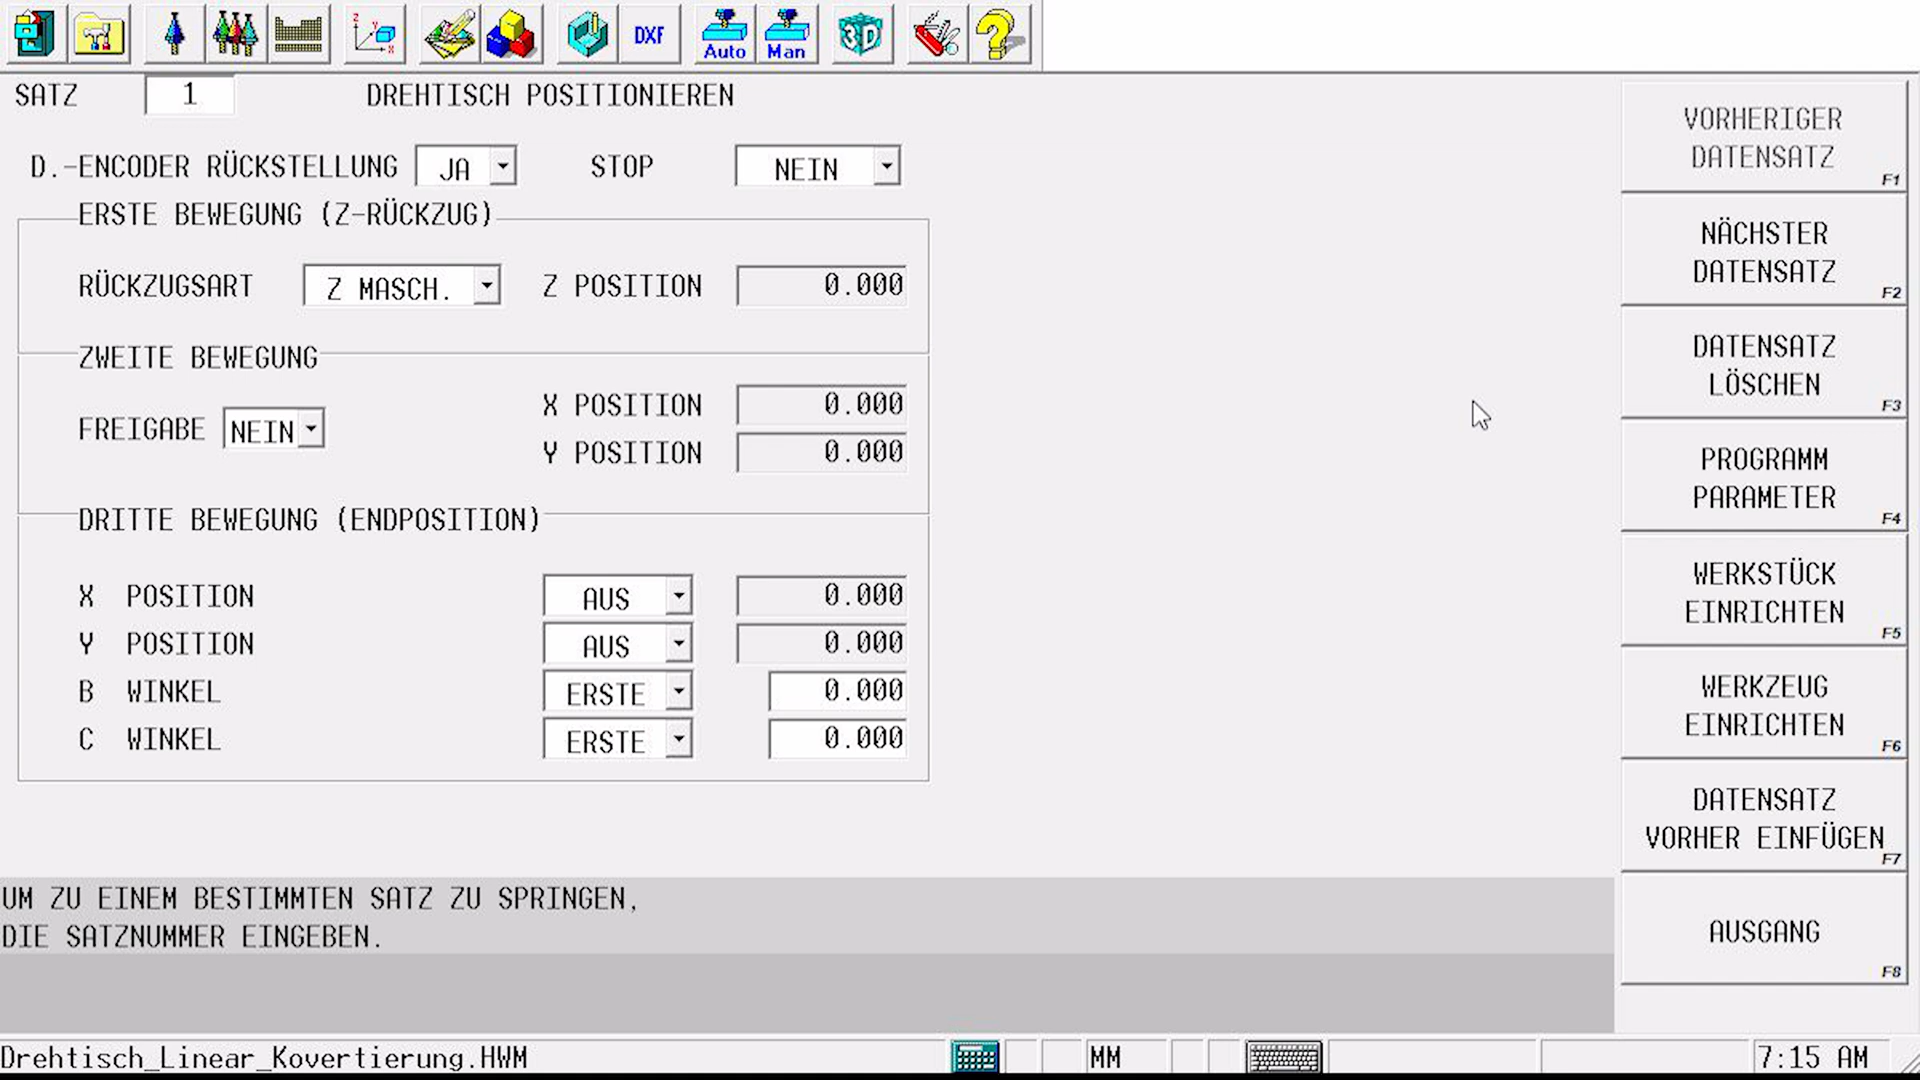 DXF
Auto
Man
3D
SATZ 1 DREHTISCH POSITIONIEREN
D.-ENCODER RÜCKSTELLUNG JA STOP NEIN
ERSTE BEWEGUNG (Z-RÜCKZUG)
RÜCKZUGSART Z MASCH. Z POSITION 0.000
ZWEITE BEWEGUNG
X POSITION 0.000
FREIGABE NEIN
Y POSITION 0.000
DRITTE BEWEGUNG (ENDPOSITION)
X POSITION AUS 0.000
Y POSITION AUS 0.000
B WINKEL ERSTE 0.000
C WINKEL ERSTE 0.000
UM ZU EINEM BESTIMMTEN SATZ ZU SPRINGEN,
DIE SATZNUMMER EINGEBEN.
VORHERIGER
DATENSATZ
F1
NÄCHSTER
DATENSATZ
F2
DATENSATZ
LÖSCHEN
F3
PROGRAMM
PARAMETER
F4
WERKSTÜCK
EINRICHTEN
F5
WERKZEUG
EINRICHTEN
F6
DATENSATZ
VORHER EINFÜGEN
F7
AUSGANG
F8
Drehtisch_Linear_Kovertierung.HWM MM 7:15 AM